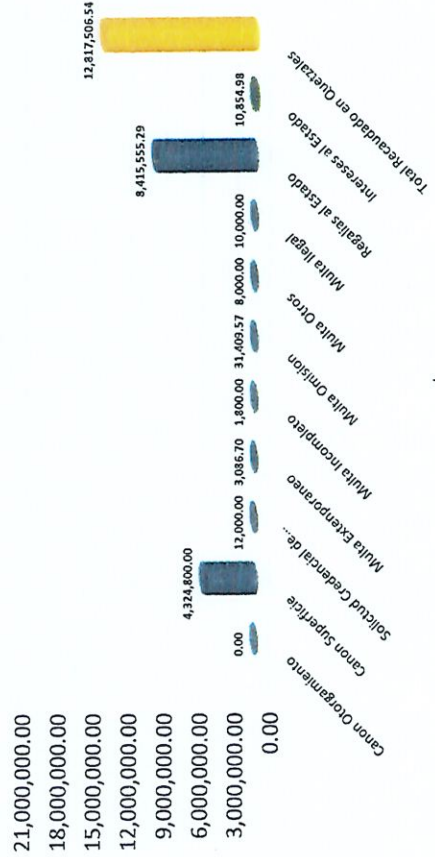 21,000,000.00
18,000,000.00
15,000,000.00
12,000,000.00
9,000,000.00
6,000,000.00
3,000,000.00
0.00
0.00
4,324,800.00
12,000.00
3,086.70
1,800.00
31,409.57
8,000.00
10,000.00
8,415,555.29
10,854.98
12,817,506.54
Canon Otorgamiento
Canon Superficie
Solicitud Credencial de...
Multa Extenporaneo
Multa Incompleto
Multa Omision
Multa Otros
Multa Ilegal
Regalias al Estado
Intereses al Estado
Total Recaudado en Quetzales